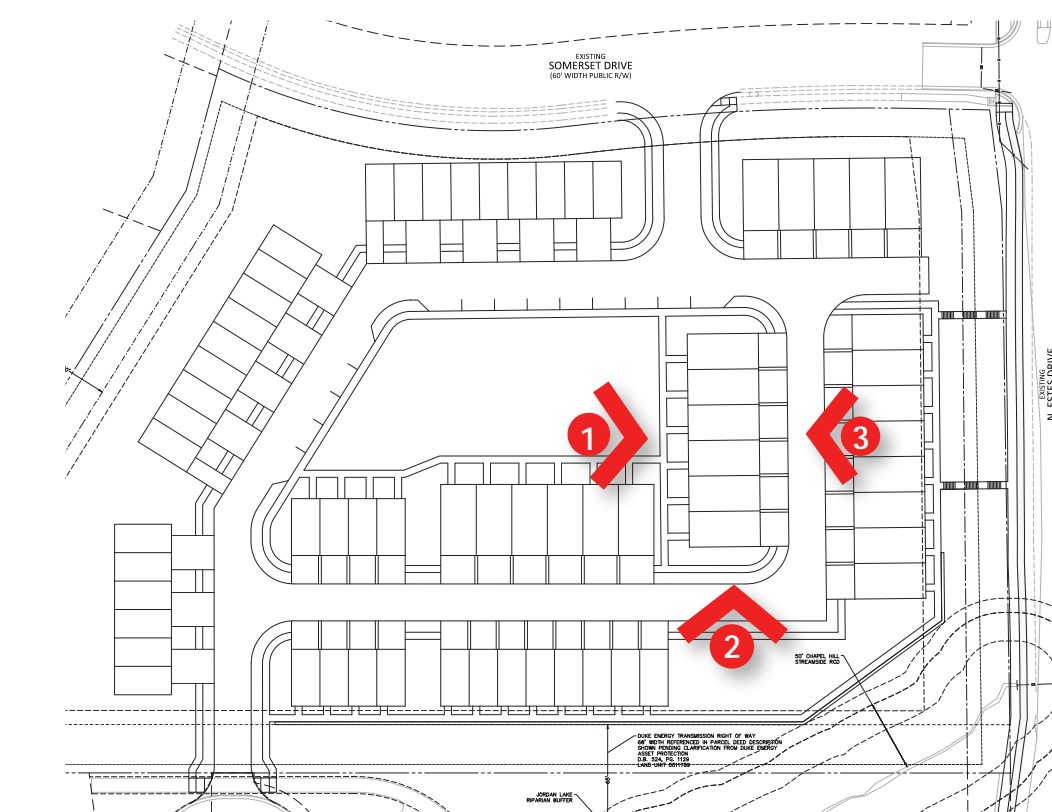 EXISTING
SOMERSET DRIVE
(60' WIDTH PUBLIC R/W)
EXISTING
N. ESTES DRIVE
1
3
2
50' CHAPEL HILL
STREAMSIDE RCD
DUKE ENERGY TRANSMISSION RIGHT OF WAY
68' WIDTH REFERENCED IN PARCEL DEED DESCRIPTION
SHOWN PENDING CLARIFICATION FROM DUKE ENERGY
ASSET PROTECTION
D.B. 524, PG. 1129
LAND UNIT
JORDAN LAKE
RIPARIAN BUFFER